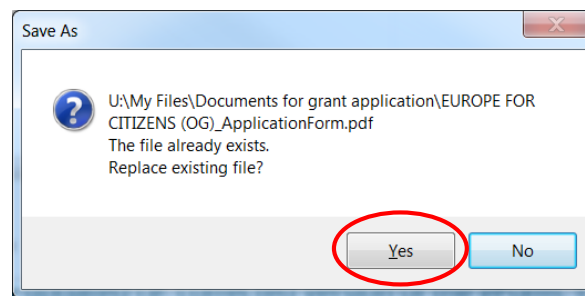 Save As
U:\My Files\Documents for grant application\EUROPE FOR
CITIZENS (OG)_ApplicationForm.pdf
The file already exists.
Replace existing file?
Yes
No